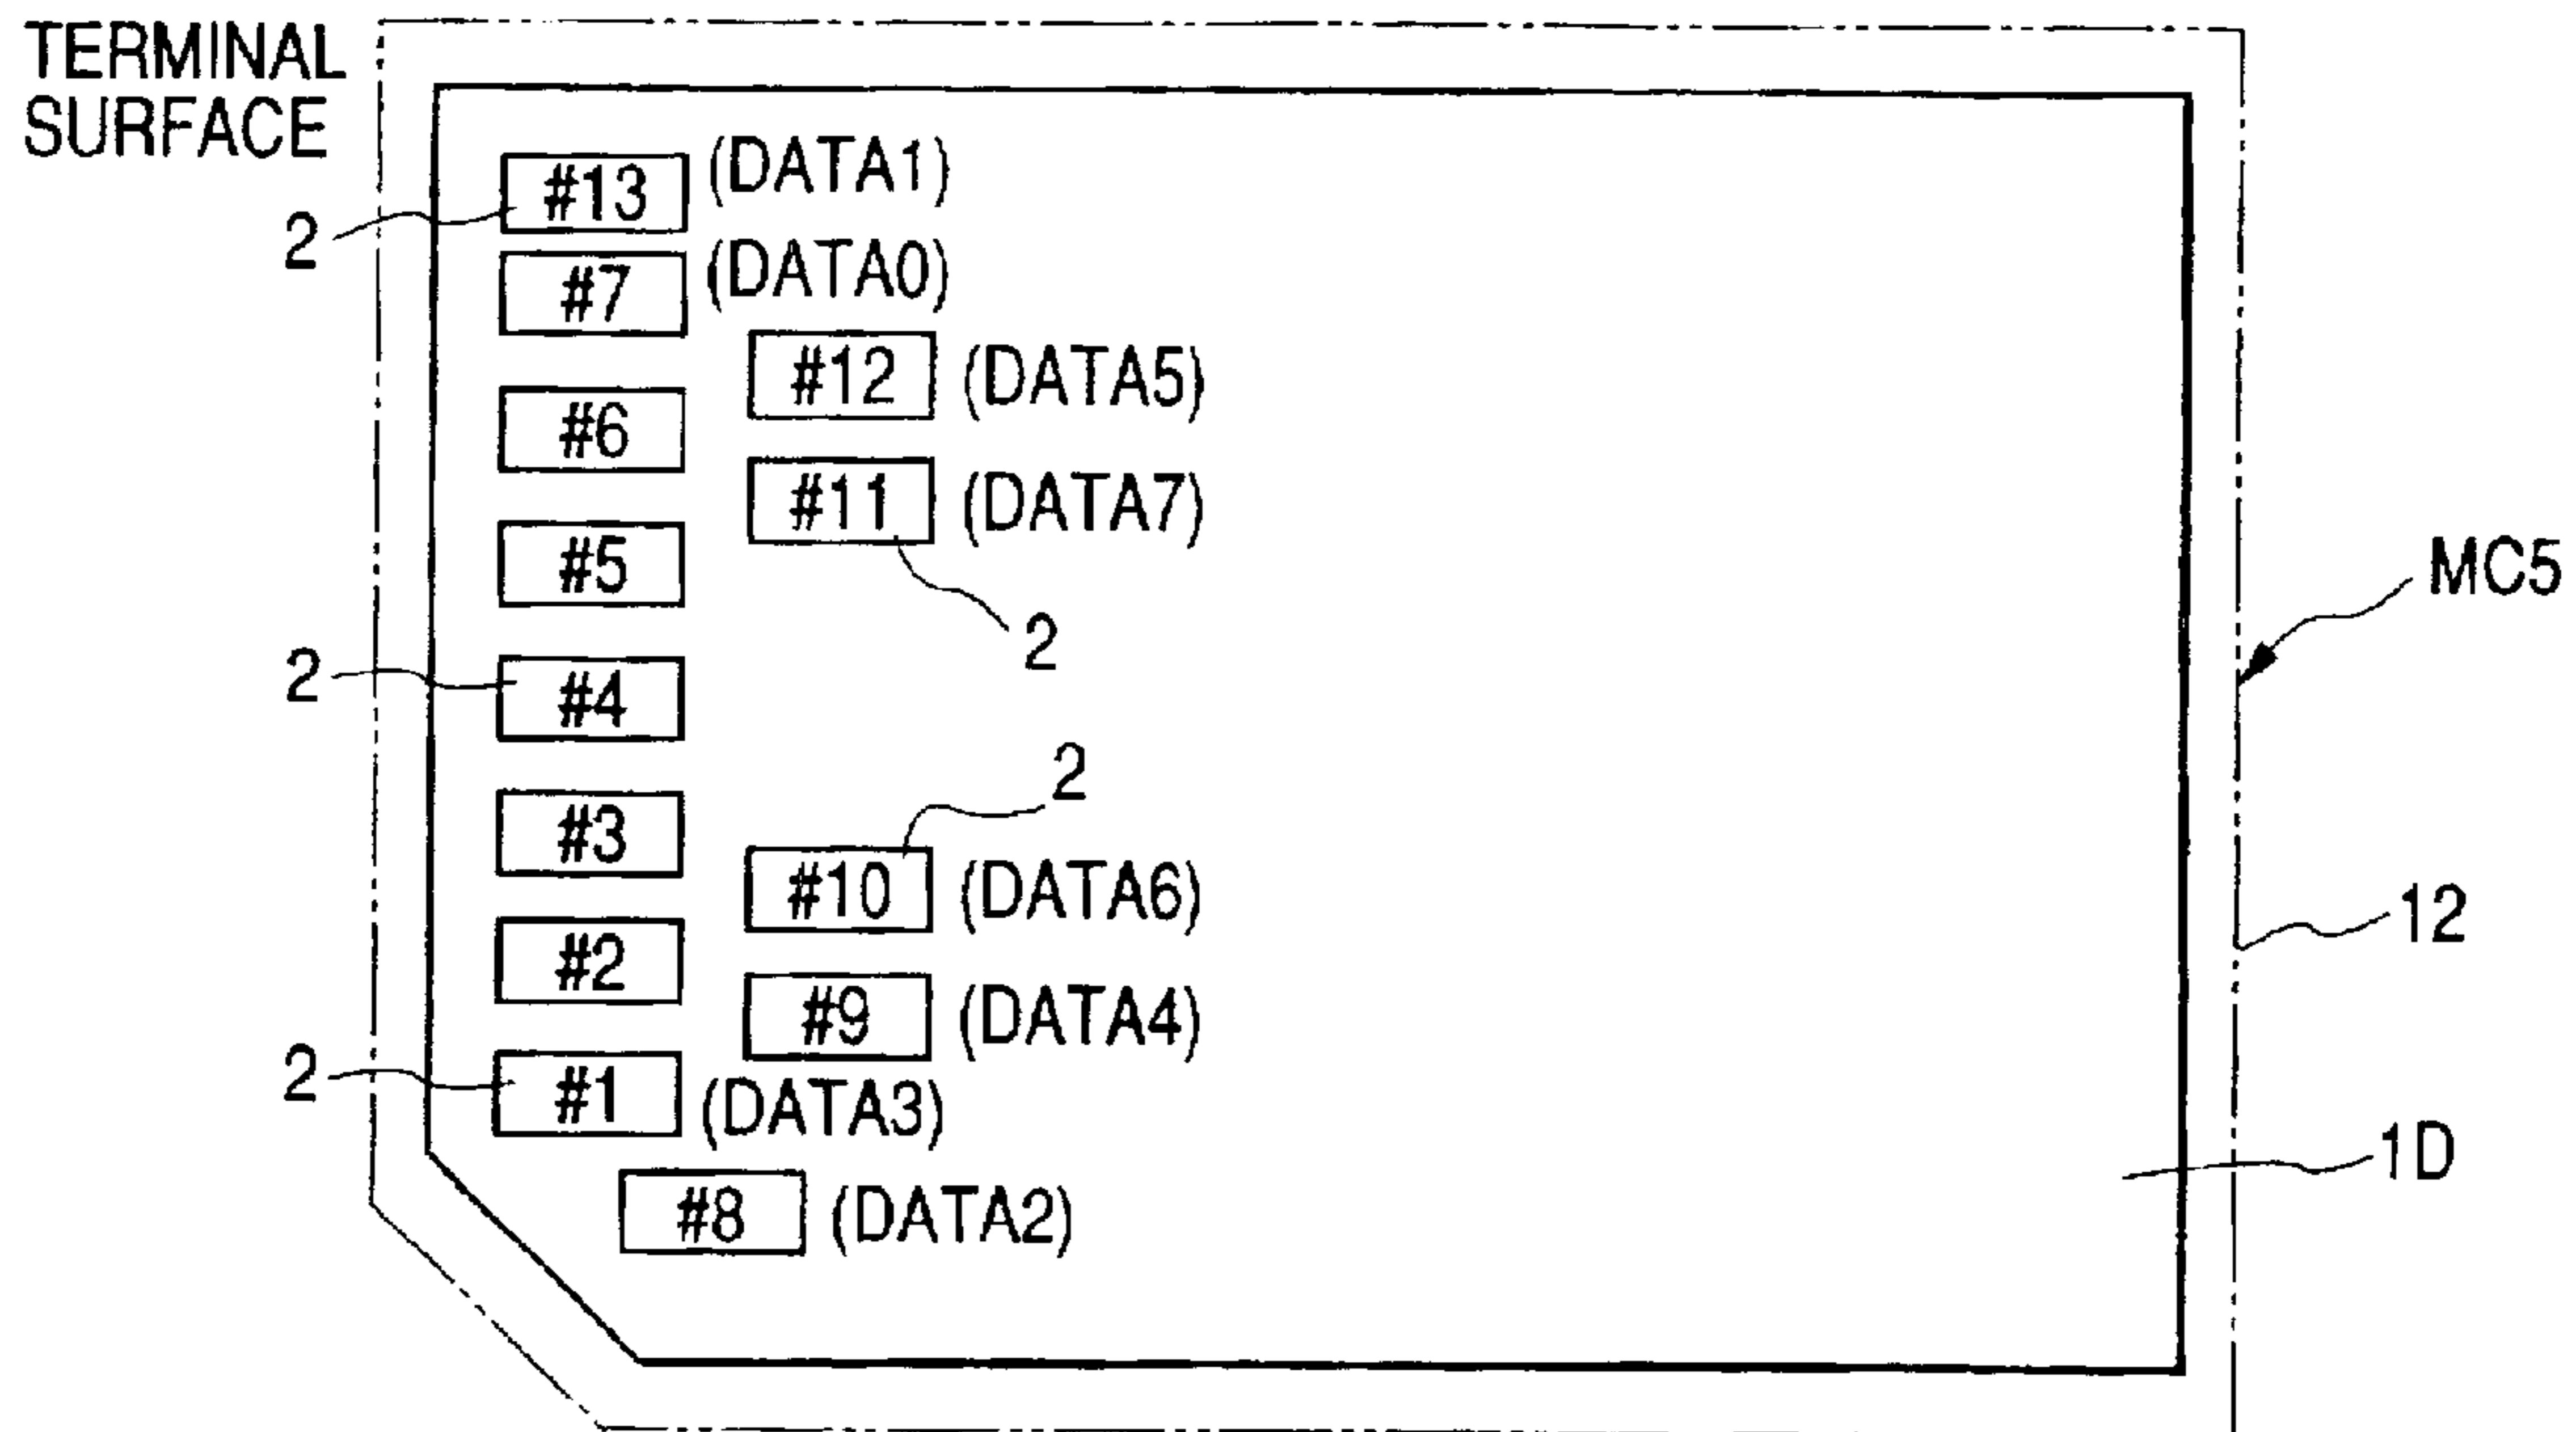 TERMINAL
SURFACE
#13 (DATA1)
2
#7 (DATA0)
#12 (DATA5)
#6
#11 (DATA7)
#5
MC5
2
2
#4
2
#3
#10 (DATA6)
12
#2
#9 (DATA4)
2
#1 (DATA3)
1D
#8 (DATA2)